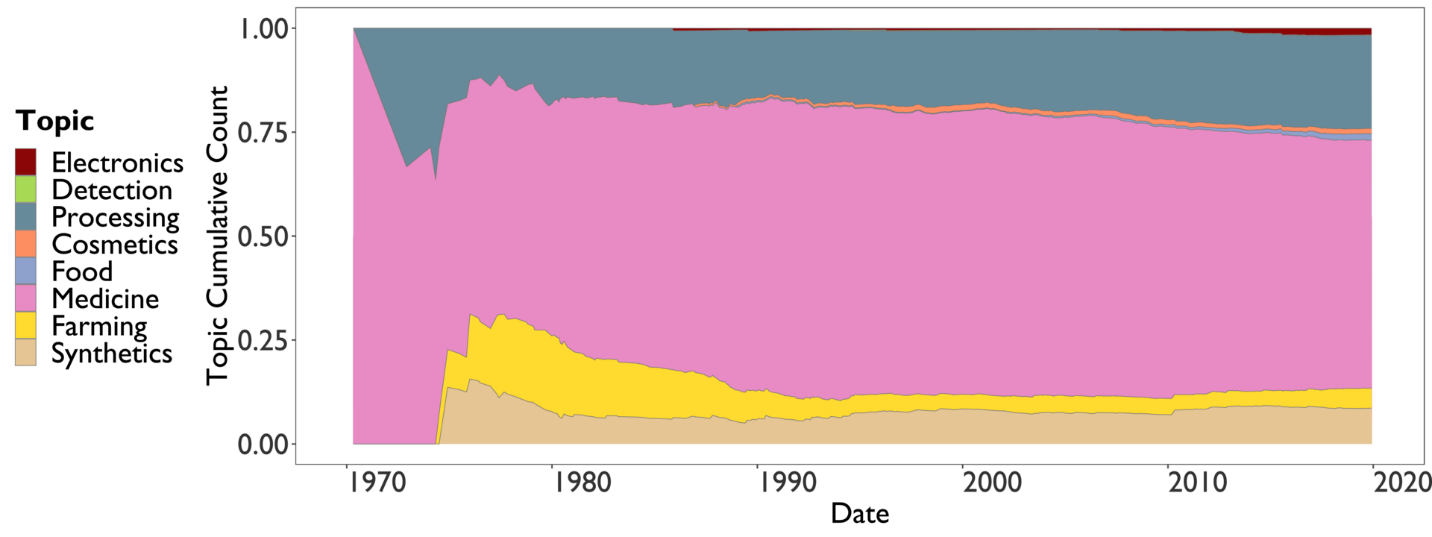 Topic
Electronics
Detection
Processing
Cosmetics
Food
Medicine
Farming
Synthetics
Topic Cumulative Count
1.00
0.75
0.50
0.25
0.00
1970
1980
1990
2000
2010
2020
Date